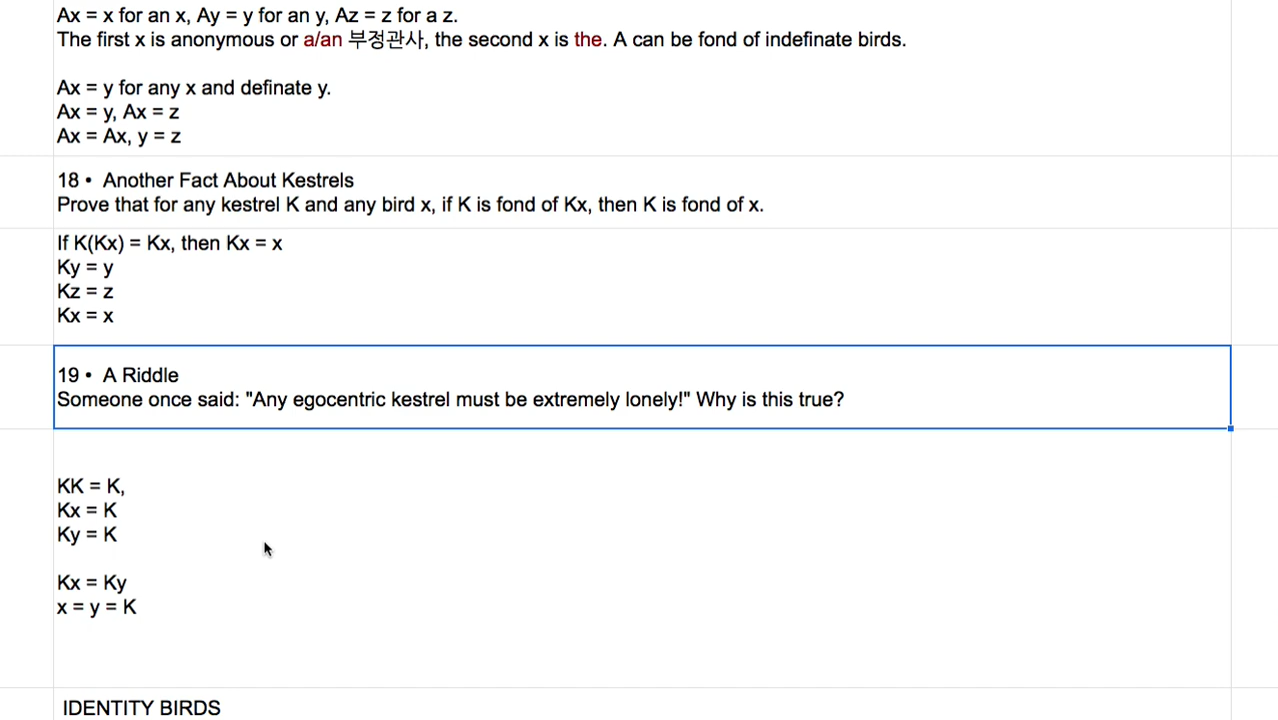 Ax = x for an x, Ay = y for an y, Az = z for a z.
The first x is anonymous or a/an 부정관사, the second x is the. A can be fond of indefinate birds.
Ax = y for any x and definate y.
Ax = y, Ax = z
Ax = Ax, y = z
18 • Another Fact About Kestrels
Prove that for any kestrel K and any bird x, if K is fond of Kx, then K is fond of x.
If K(Kx) = Kx, then Kx = x
Ky = y
Kz = z
Kx = x
19 • A Riddle
Someone once said: "Any egocentric kestrel must be extremely lonely!" Why is this true?
KK = K,
Kx = K
Ky = K
Kx = Ky
x = y = K
IDENTITY BIRDS